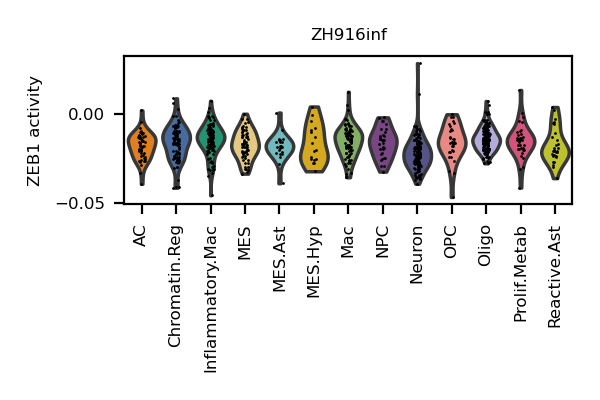 ZH916inf
ZEB1 activity
0.00
−0.05
AC
Chromatin.Reg
Inflammatory.Mac
MES
MES.Ast
MES.Hyp
Mac
NPC
Neuron
OPC
Oligo
Prolif.Metab
Reactive.Ast